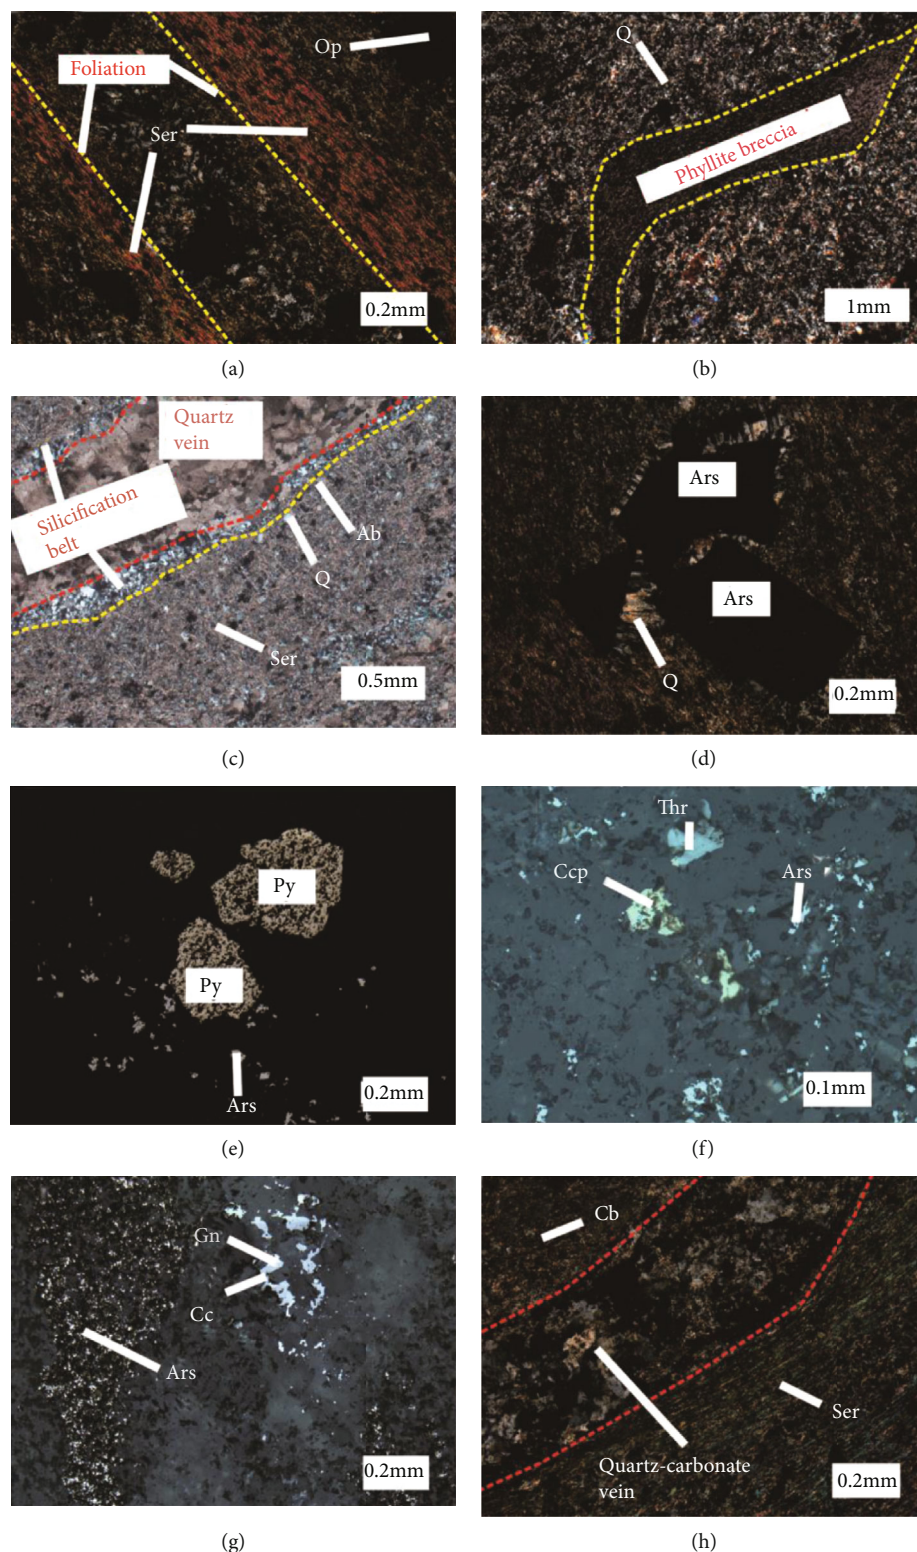 Op
Foliation
Ser
0.2mm
(a)
Q
Phyllite breccia
1mm
(b)
Quartz
vein
Silicification
belt
Ab
Q
Ser
0.5mm
(c)
Ars
Ars
Q
0.2mm
(d)
Py
Py
Ars
0.2mm
(e)
Thr
Ccp
Ars
0.1mm
(f)
Gn
Cc
Ars
0.2mm
(g)
Cb
Ser
Quartz-carbonate
vein
0.2mm
(h)